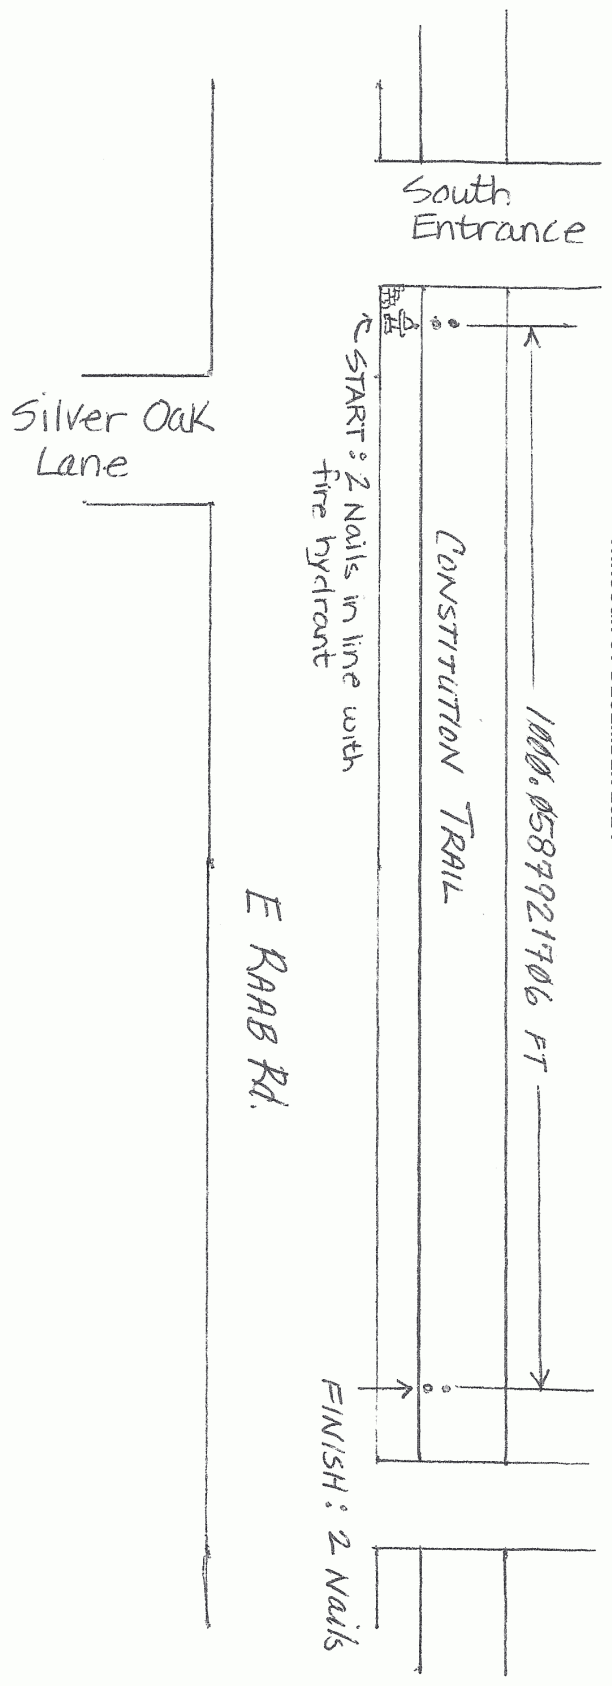 South
Entrance
START: 2 Nails in line with
fire hydrant
Silver Oak
Lane
CONSTITUTION TRAIL
1000.0587921706 FT
E RAAB Rd.
FINISH: 2 Nails